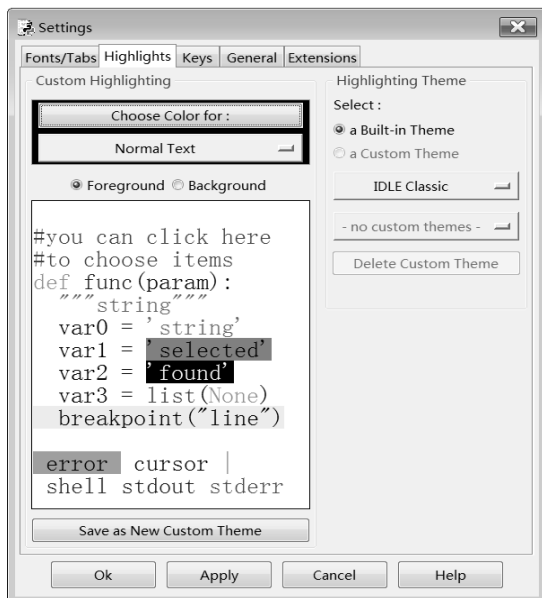 Settings
Fonts/Tabs Highlights Keys General Extensions
Custom Highlighting
Choose Color for :
Normal Text
Foreground Background
#you can click here
#to choose items
def func(param):
"""string"""
var0 = 'string'
var1 = 'selected'
var2 = 'found'
var3 = list(None)
breakpoint("line")
error cursor |
shell stdout stderr
Save as New Custom Theme
Highlighting Theme
Select :
a Built-in Theme
a Custom Theme
IDLE Classic
- no custom themes -
Delete Custom Theme
Ok Apply Cancel Help